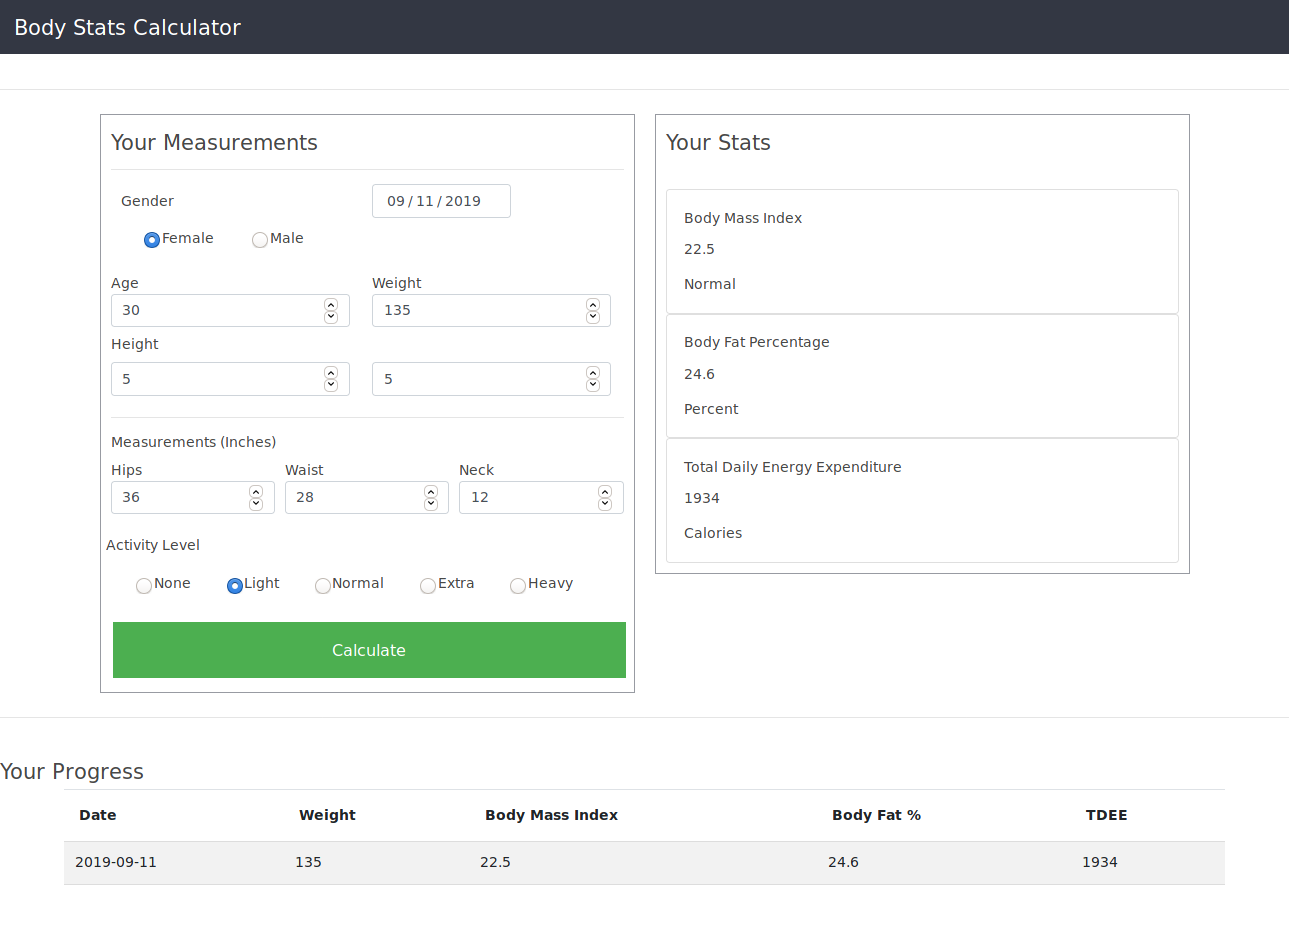 Body Stats Calculator
Your Measurements
Gender
09 / 11 / 2019
Female Male
Age Weight
30 135
Height
5 5
Measurements (Inches)
Hips Waist Neck
36 28 12
Activity Level
None Light Normal Extra Heavy
Calculate
Your Stats
Body Mass Index
22.5
Normal
Body Fat Percentage
24.6
Percent
Total Daily Energy Expenditure
1934
Calories
Your Progress
Date Weight Body Mass Index Body Fat % TDEE
2019-09-11 135 22.5 24.6 1934